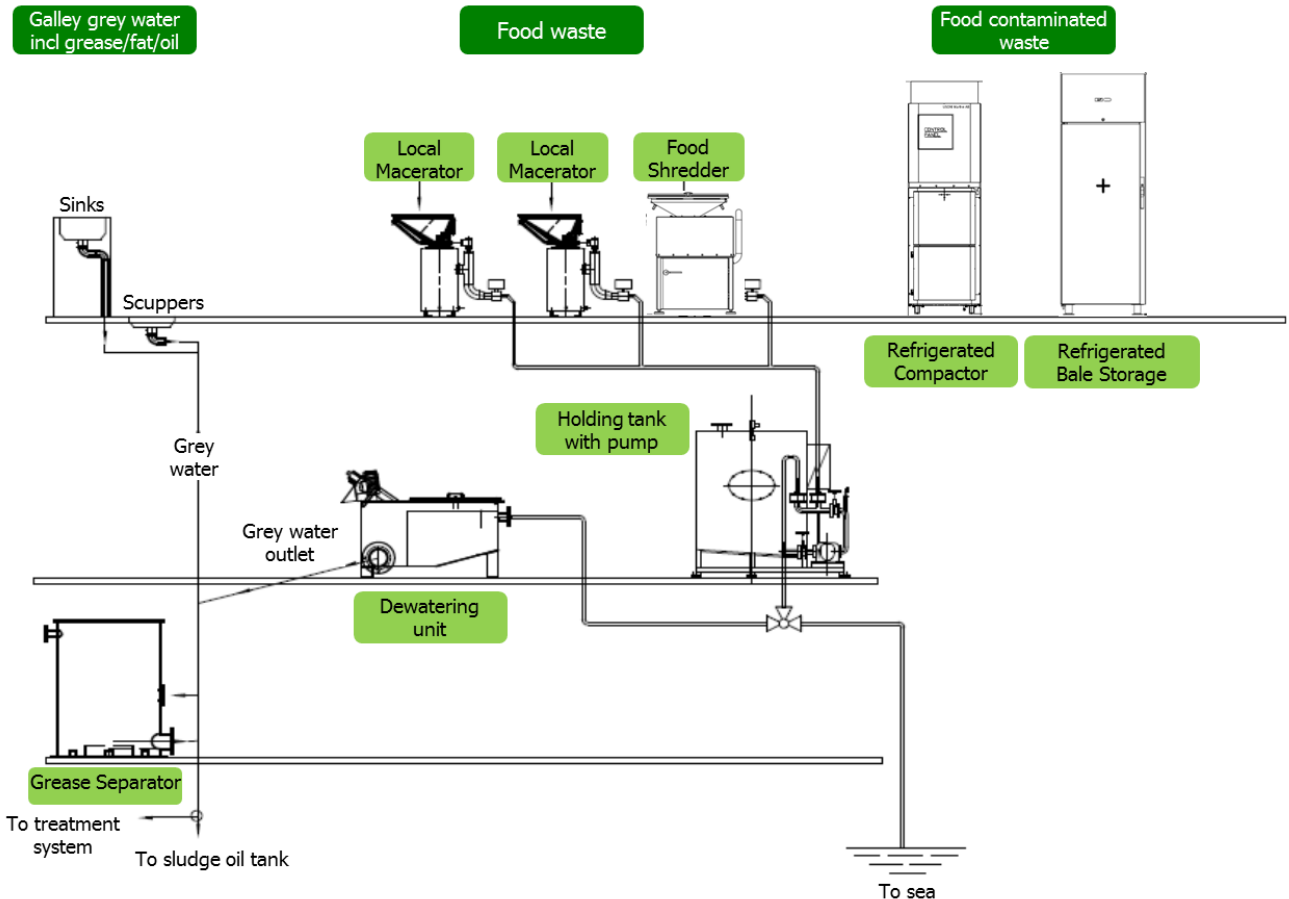 Galley grey water
incl grease/fat/oil
Food waste
Food contaminated
waste
Local
Macerator
Local
Macerator
Food
Shredder
CONTROL
PANEL
Sinks
Scuppers
Refrigerated
Compactor
Refrigerated
Bale Storage
Holding tank
with pump
Grey
water
Grey water
outlet
Dewatering
unit
Grease Separator
To treatment
system
To sludge oil tank
To sea